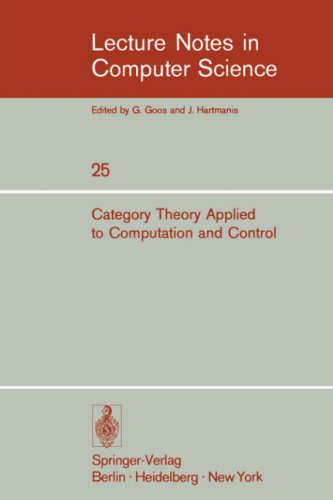 Lecture Notes in
Computer Science
Edited by G. Goos and J. Hartmanis
25
Category Theory Applied
to Computation and Control
Springer-Verlag
Berlin · Heidelberg · New York